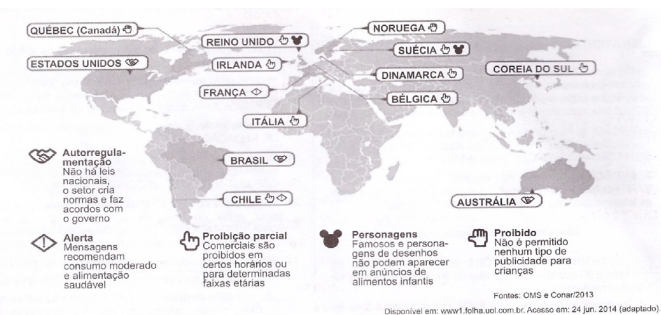 QUÉBEC (Canadá)
NORUEGA
REINO UNIDO
SUÉCIA
ESTADOS UNIDOS
IRLANDA
DINAMARCA
COREIA DO SUL
FRANÇA
BÉLGICA
ITÁLIA
BRASIL
CHILE
AUSTRÁLIA
Autorregula-
mentação
Não há leis
nacionais,
o setor cria
normas e faz
acordos com
o governo
Alerta
Mensagens
recomendam
consumo moderado
e alimentação
saudável
Proibição parcial
Comerciais são
proibidos em
certos horários ou
para determinadas
faixas etárias
Personagens
Famosos e persona-
gens de desenhos
não podem aparecer
em anúncios de
alimentos infantis
Proibido
Não é permitido
nenhum tipo de
publicidade para
crianças
Fontes: OMS e Conar/2013
Disponível em: www1.folha.uol.com.br. Acesso em: 24 jun. 2014 (adaptado).